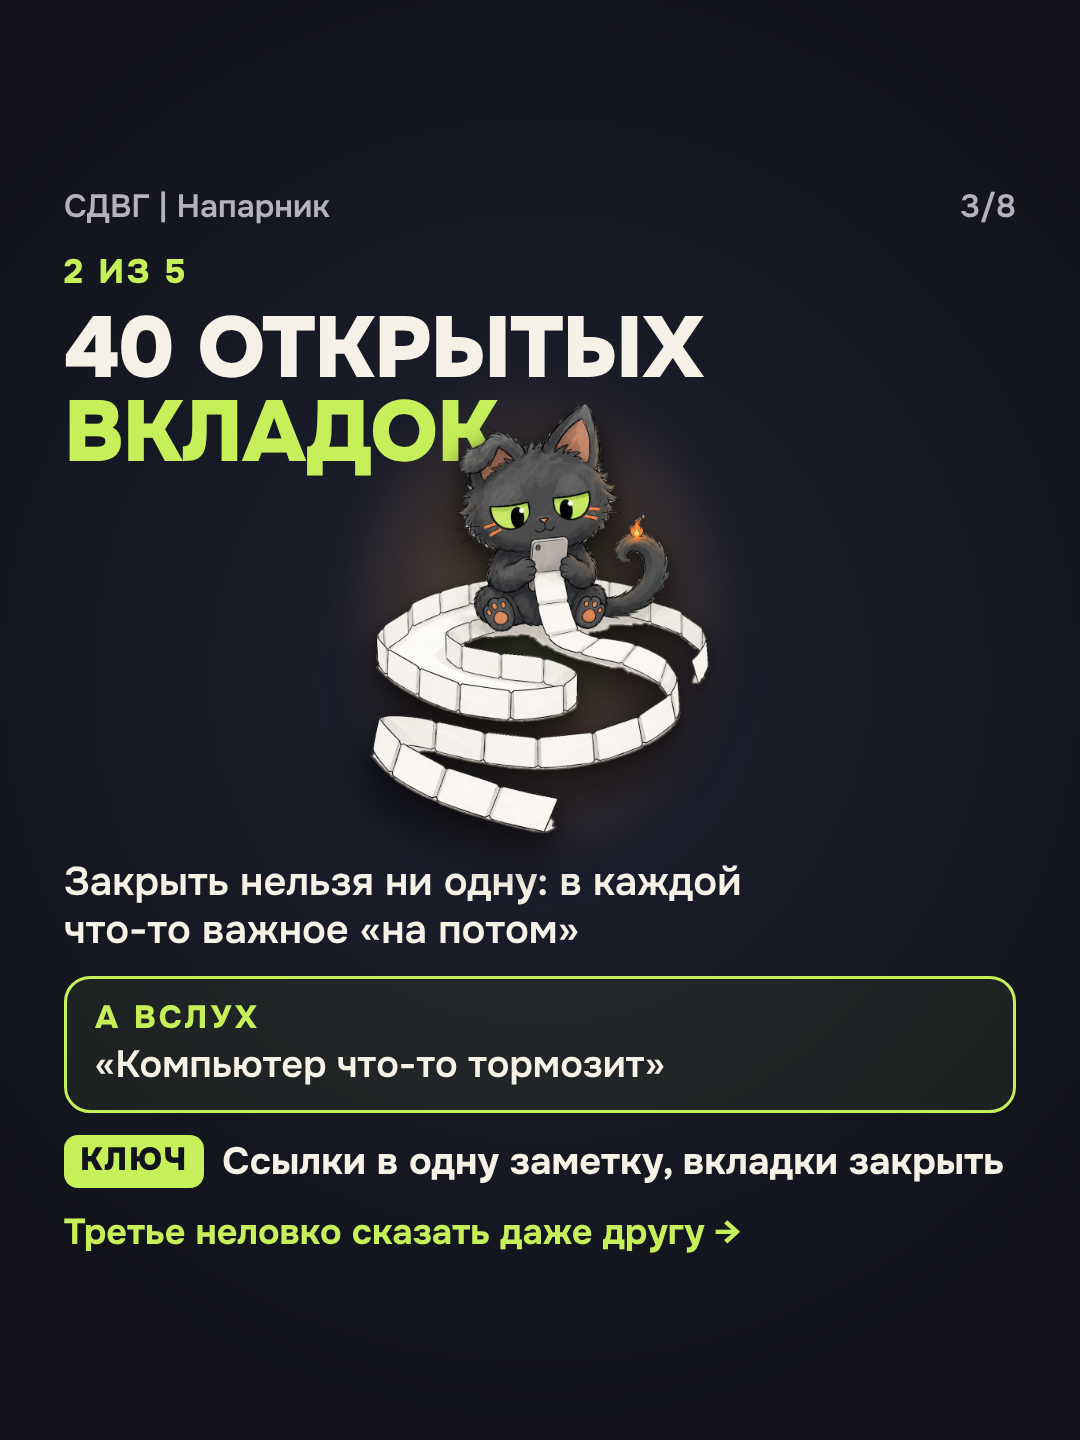 СДВГ | Напарник
3/8
2 ИЗ 5
40 ОТКРЫТЫХ
ВКЛАДОК
Закрыть нельзя ни одну: в каждой
что-то важное «на потом»
А ВСЛУХ
«Компьютер что-то тормозит»
КЛЮЧ Ссылки в одну заметку, вкладки закрыть
Третье неловко сказать даже другу →